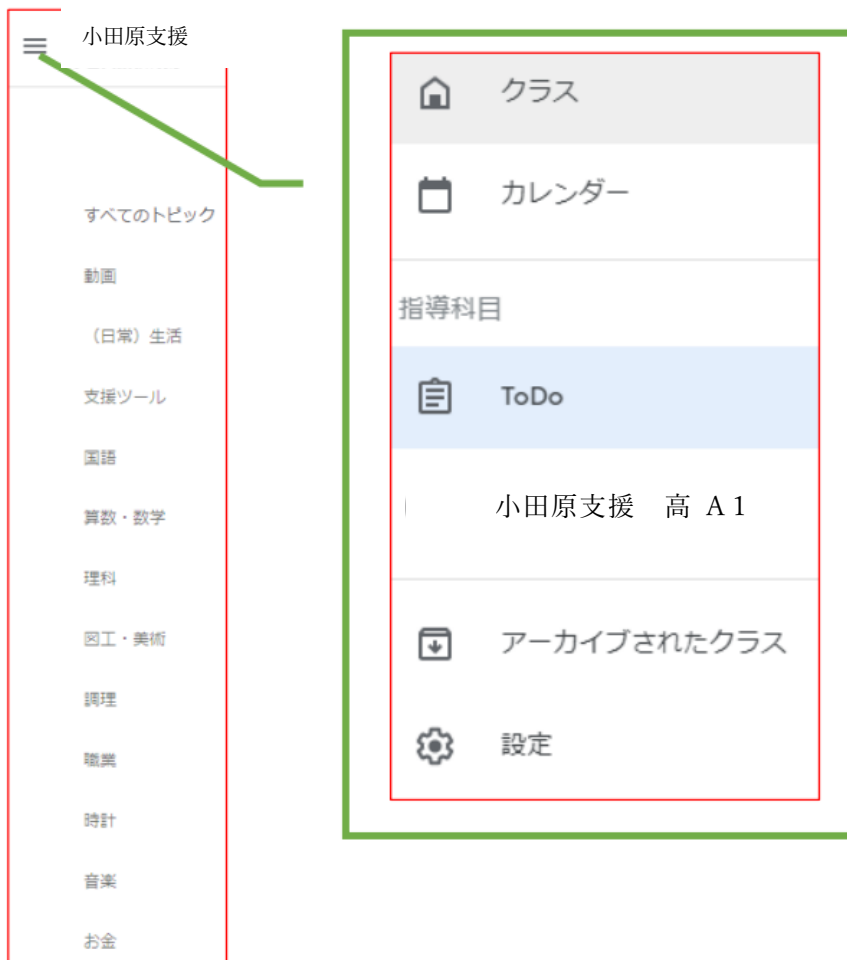 小田原支援
すべてのトピック
動画
（日常）生活
支援ツール
国語
算数・数学
理科
図工・美術
調理
職業
時計
音楽
お金
クラス
カレンダー
指導科目
ToDo
小田原支援　高 Ａ１
アーカイブされたクラス
設定